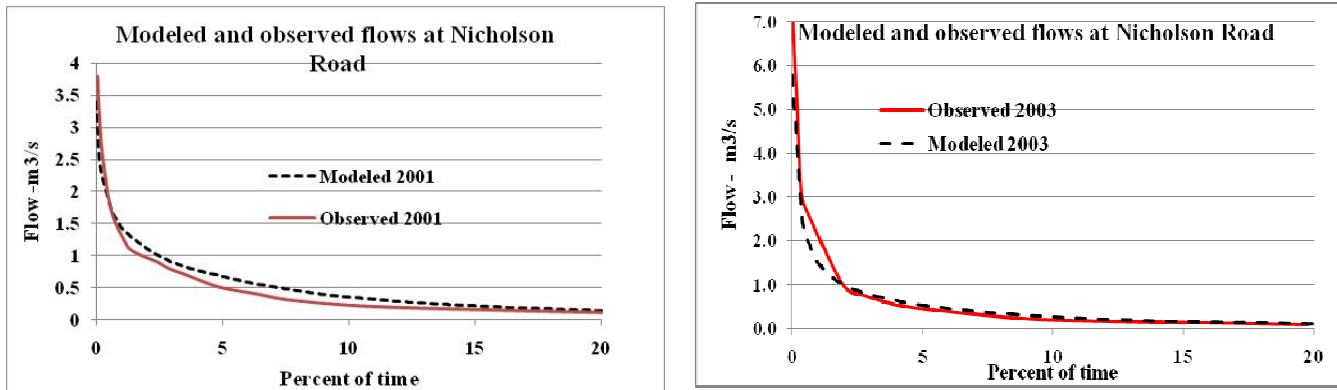 Modeled and observed flows at Nicholson
Road
4
3.5
3
2.5
2
1.5
1
0.5
0
Flow -m3/s
Modeled 2001
Observed 2001
0 5 10 15 20
Percent of time
Modeled and observed flows at Nicholson Road
7.0
6.0
5.0
4.0
3.0
2.0
1.0
0.0
Flow - m3/s
Observed 2003
Modeled 2003
0 5 10 15 20
Percent of time